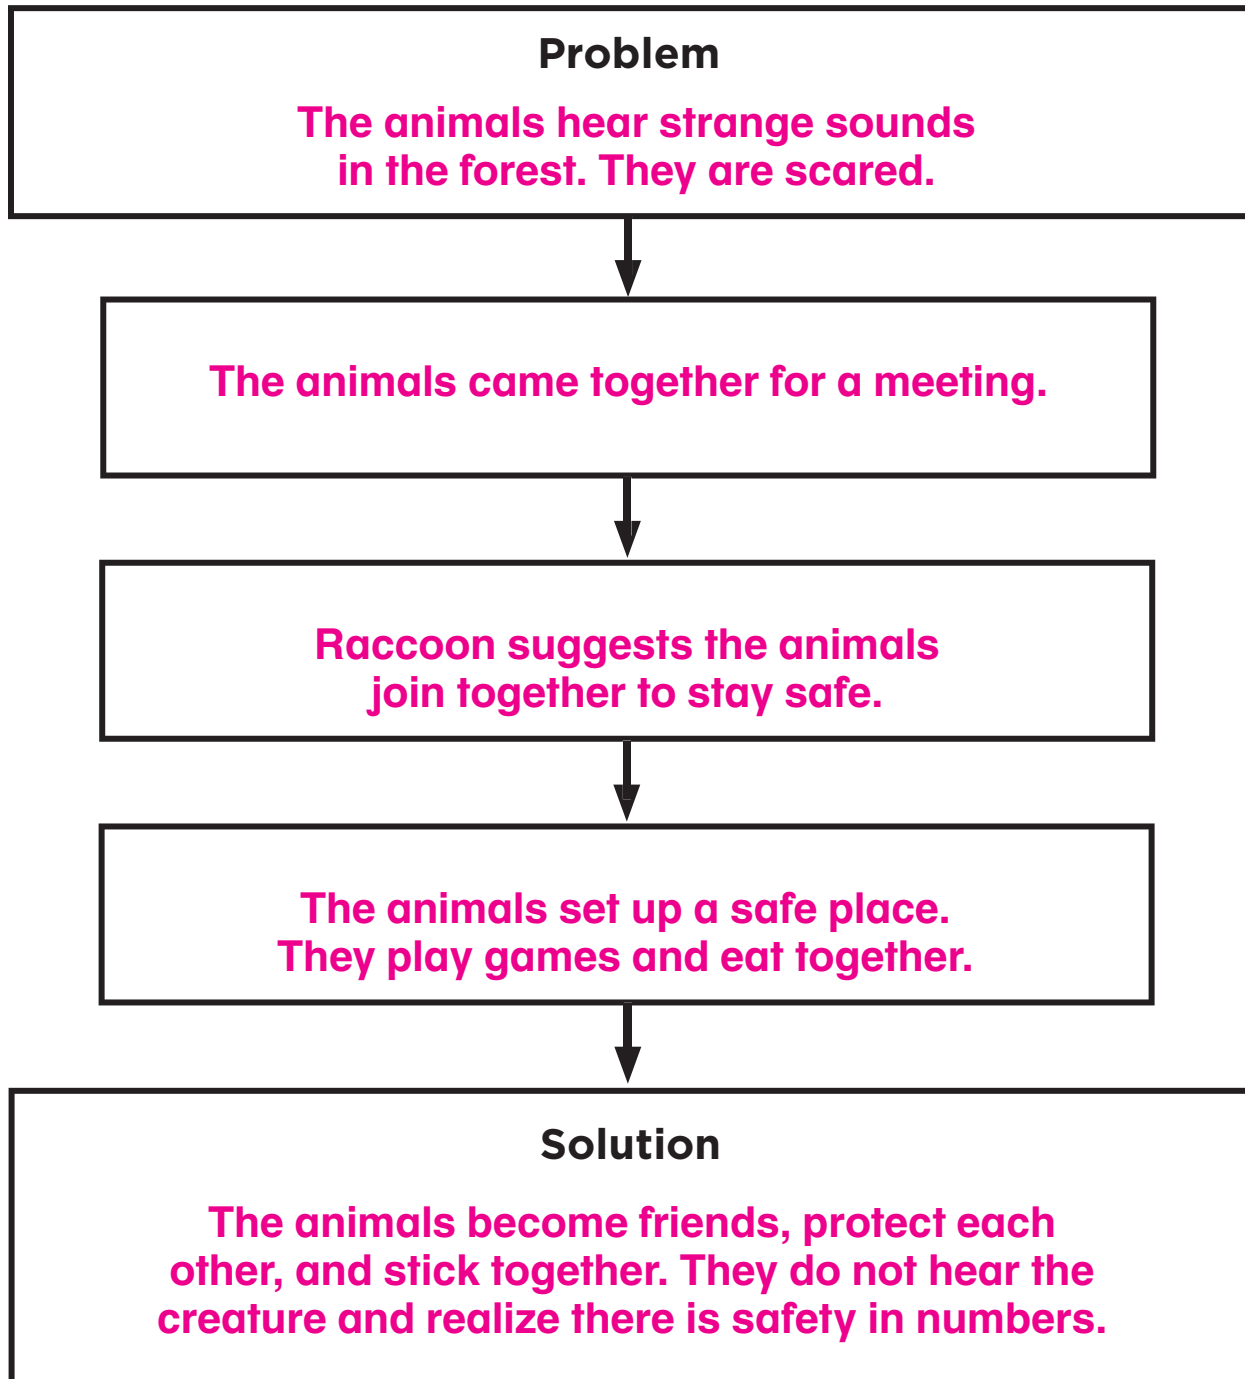 Problem
The animals hear strange sounds
in the forest. They are scared.
The animals came together for a meeting.
Raccoon suggests the animals
join together to stay safe.
The animals set up a safe place.
They play games and eat together.
Solution
The animals become friends, protect each
other, and stick together. They do not hear the
creature and realize there is safety in numbers.